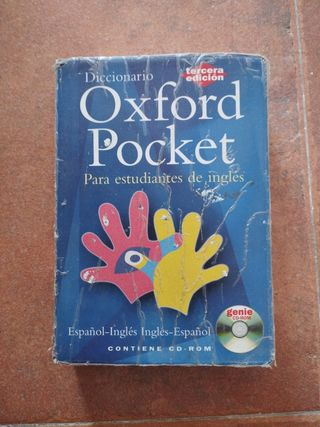 Diccionario
tercera
edición
Oxford
Pocket
Para estudiantes de inglés
Español-Inglés Inglés-Español
genie
CD-ROM
CONTIENE CD-ROM